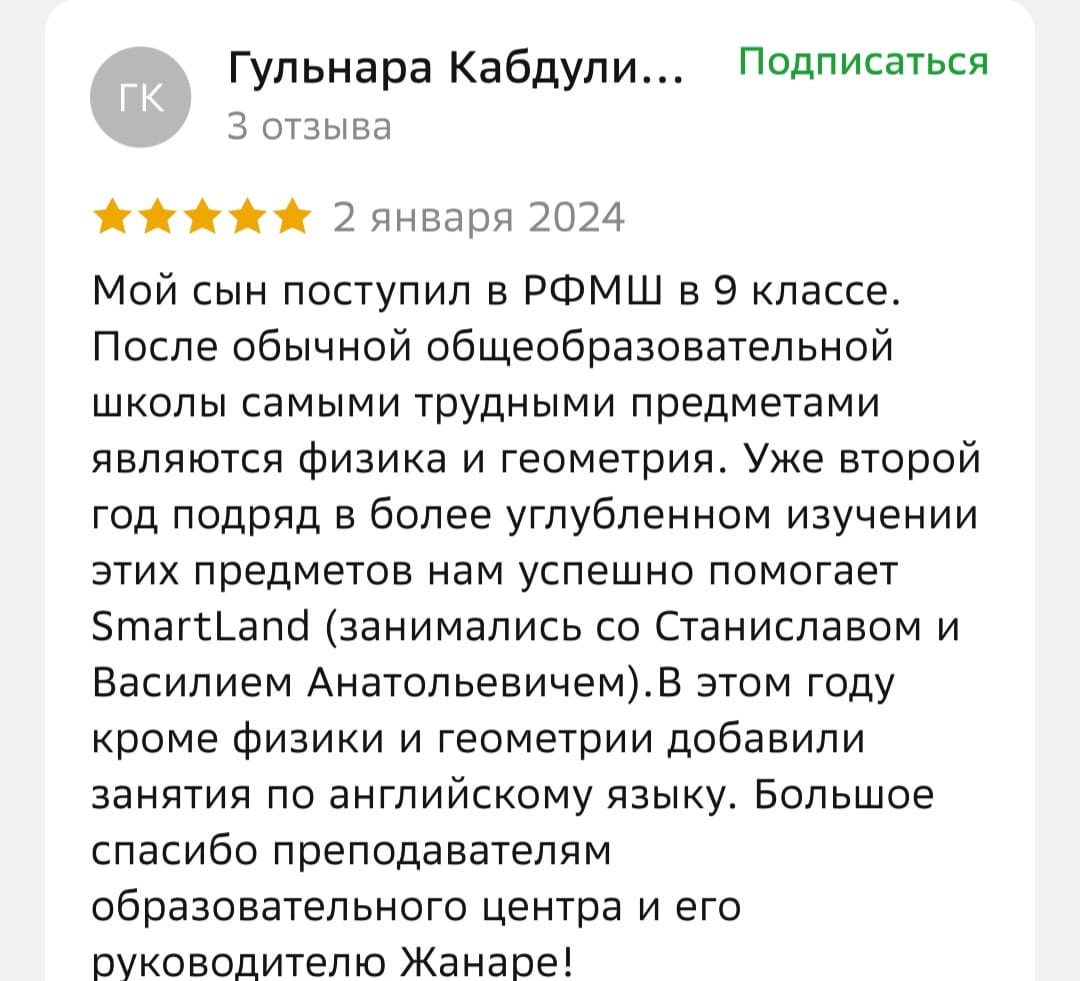 ГК
Гульнара Кабдули...
Подписаться
3 отзыва
2 января 2024
Мой сын поступил в РФМШ в 9 классе.
После обычной общеобразовательной
школы самыми трудными предметами
являются физика и геометрия. Уже второй
год подряд в более углубленном изучении
этих предметов нам успешно помогает
SmartLand (занимались со Станиславом и
Василием Анатольевичем).В этом году
кроме физики и геометрии добавили
занятия по английскому языку. Большое
спасибо преподавателям
образовательного центра и его
руководителю Жанаре!